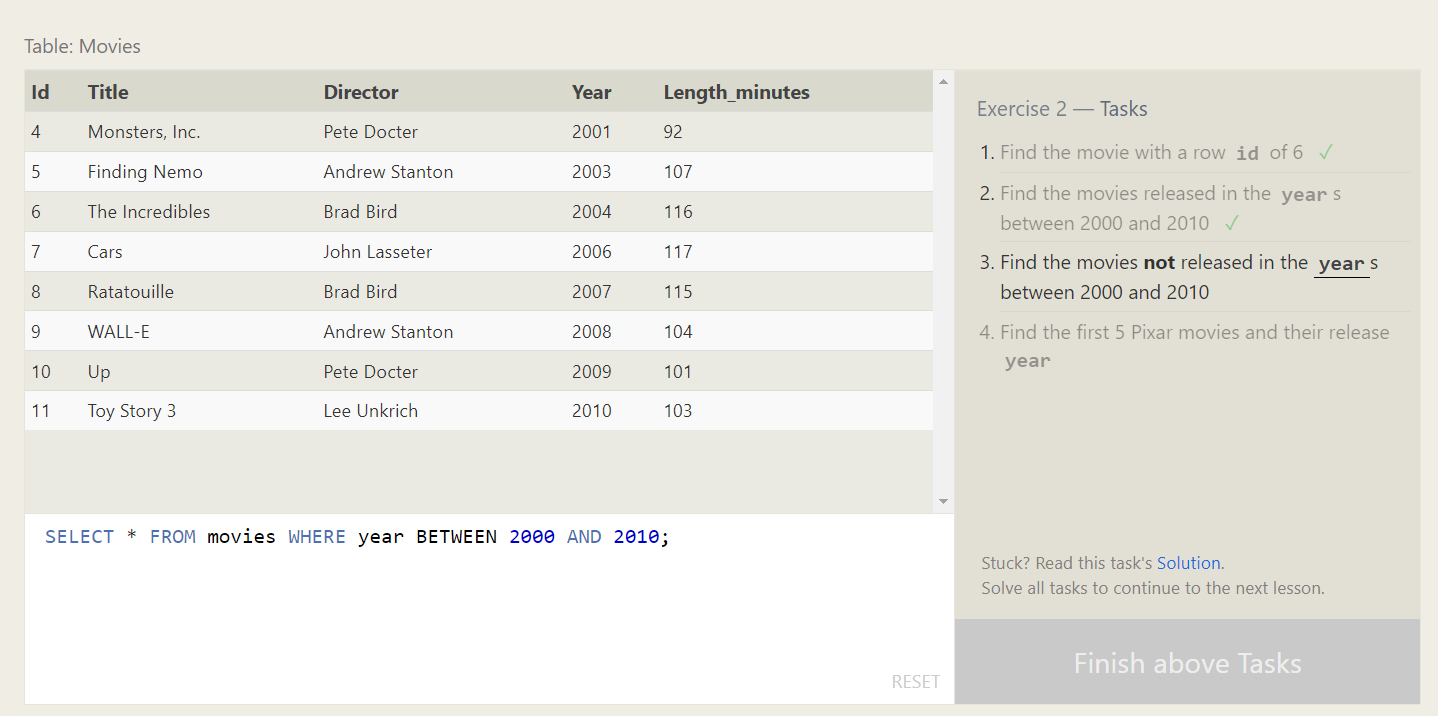 Table: Movies
Id Title Director Year Length_minutes
4 Monsters, Inc. Pete Docter 2001 92
5 Finding Nemo Andrew Stanton 2003 107
6 The Incredibles Brad Bird 2004 116
7 Cars John Lasseter 2006 117
8 Ratatouille Brad Bird 2007 115
9 WALL-E Andrew Stanton 2008 104
10 Up Pete Docter 2009 101
11 Toy Story 3 Lee Unkrich 2010 103
SELECT * FROM movies WHERE year BETWEEN 2000 AND 2010;
RESET
Exercise 2 — Tasks
1. Find the movie with a row id of 6 ✓
2. Find the movies released in the year s
between 2000 and 2010 ✓
3. Find the movies not released in the year s
between 2000 and 2010
4. Find the first 5 Pixar movies and their release
year
Stuck? Read this task's Solution.
Solve all tasks to continue to the next lesson.
Finish above Tasks